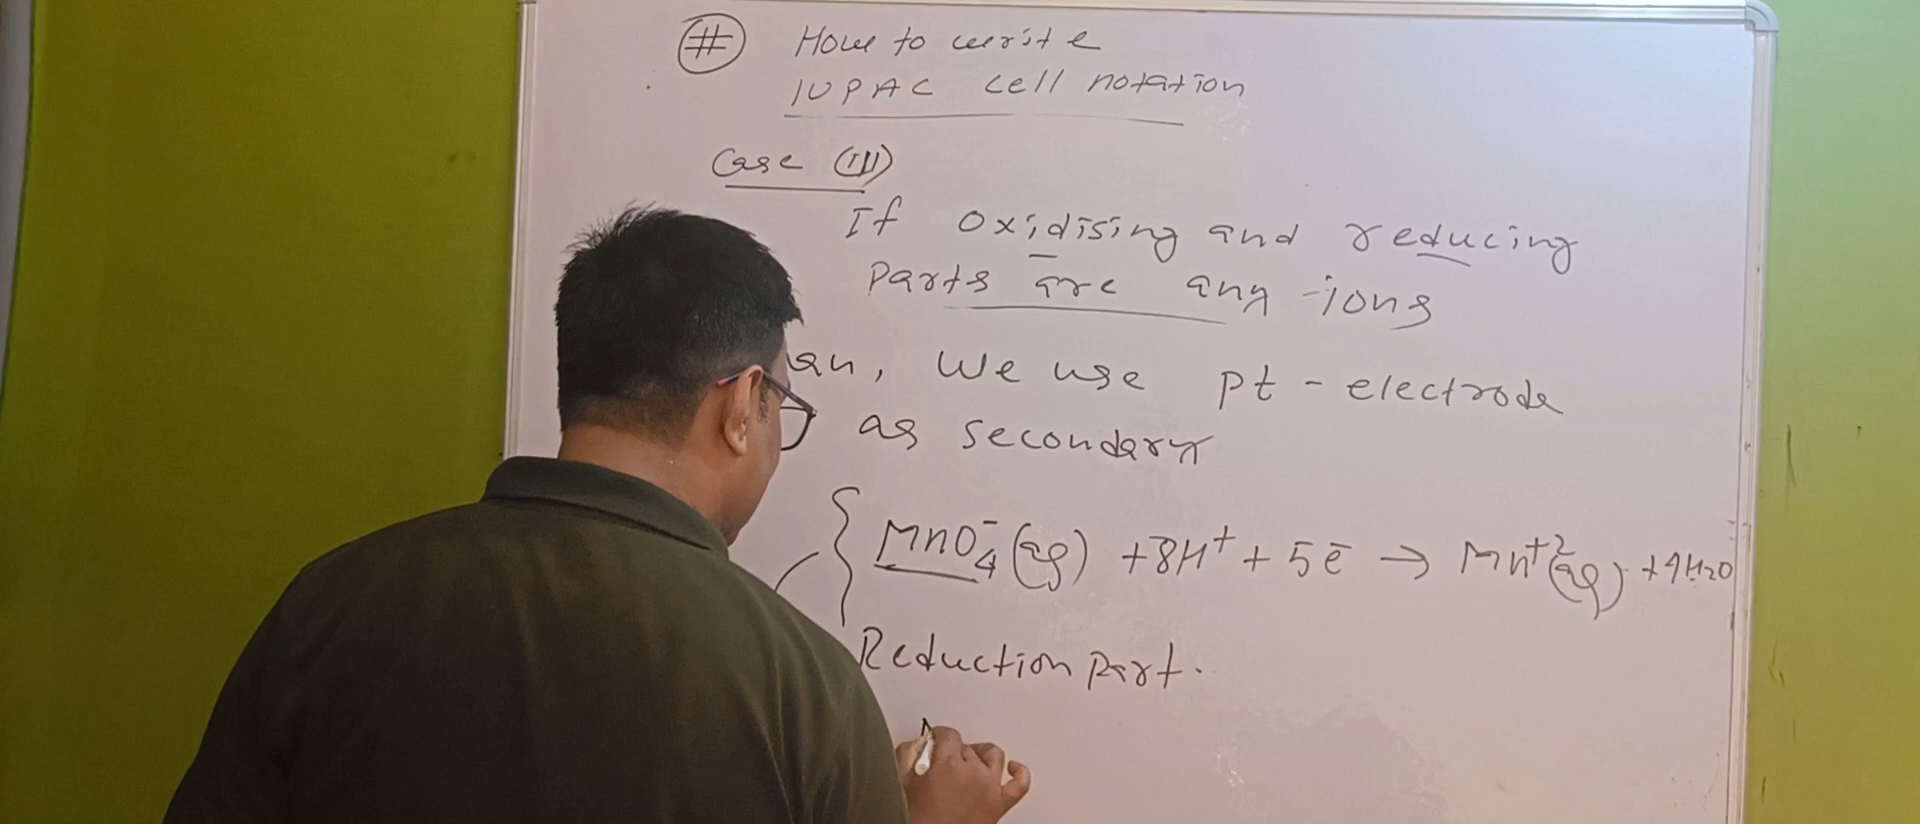 # How to write
IUPAC cell notation
Case (III)
If oxidising and reducing
parts are any ions
we use pt - electrode
as secondary
MnO₄⁻(aq) + 8H⁺ + 5e⁻ → Mn⁺²(aq) + 4H₂O
Reduction part.